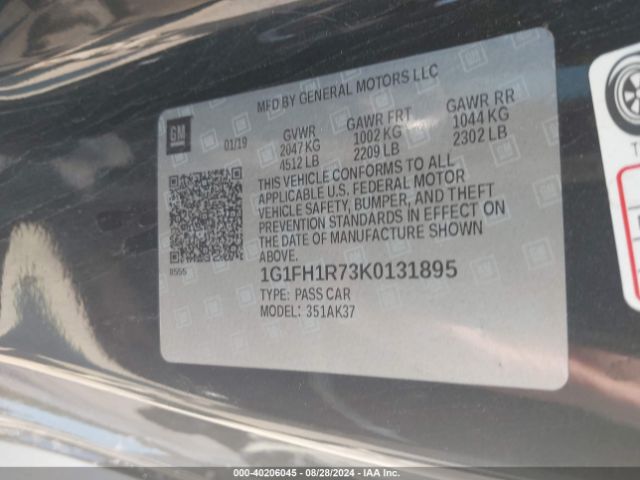 MFD BY GENERAL MOTORS LLC
GM
01/19
GVWR
2047 KG
4512 LB
GAWR FRT
1002 KG
2209 LB
GAWR RR
1044 KG
2302 LB
THIS VEHICLE CONFORMS TO ALL
APPLICABLE U.S. FEDERAL MOTOR
VEHICLE SAFETY, BUMPER, AND THEFT
PREVENTION STANDARDS IN EFFECT ON
THE DATE OF MANUFACTURE SHOWN
ABOVE.
1G1FH1R73K0131895
TYPE: PASS CAR
MODEL: 351AK37
000-40206045 - 08/28/2024 - IAA Inc.